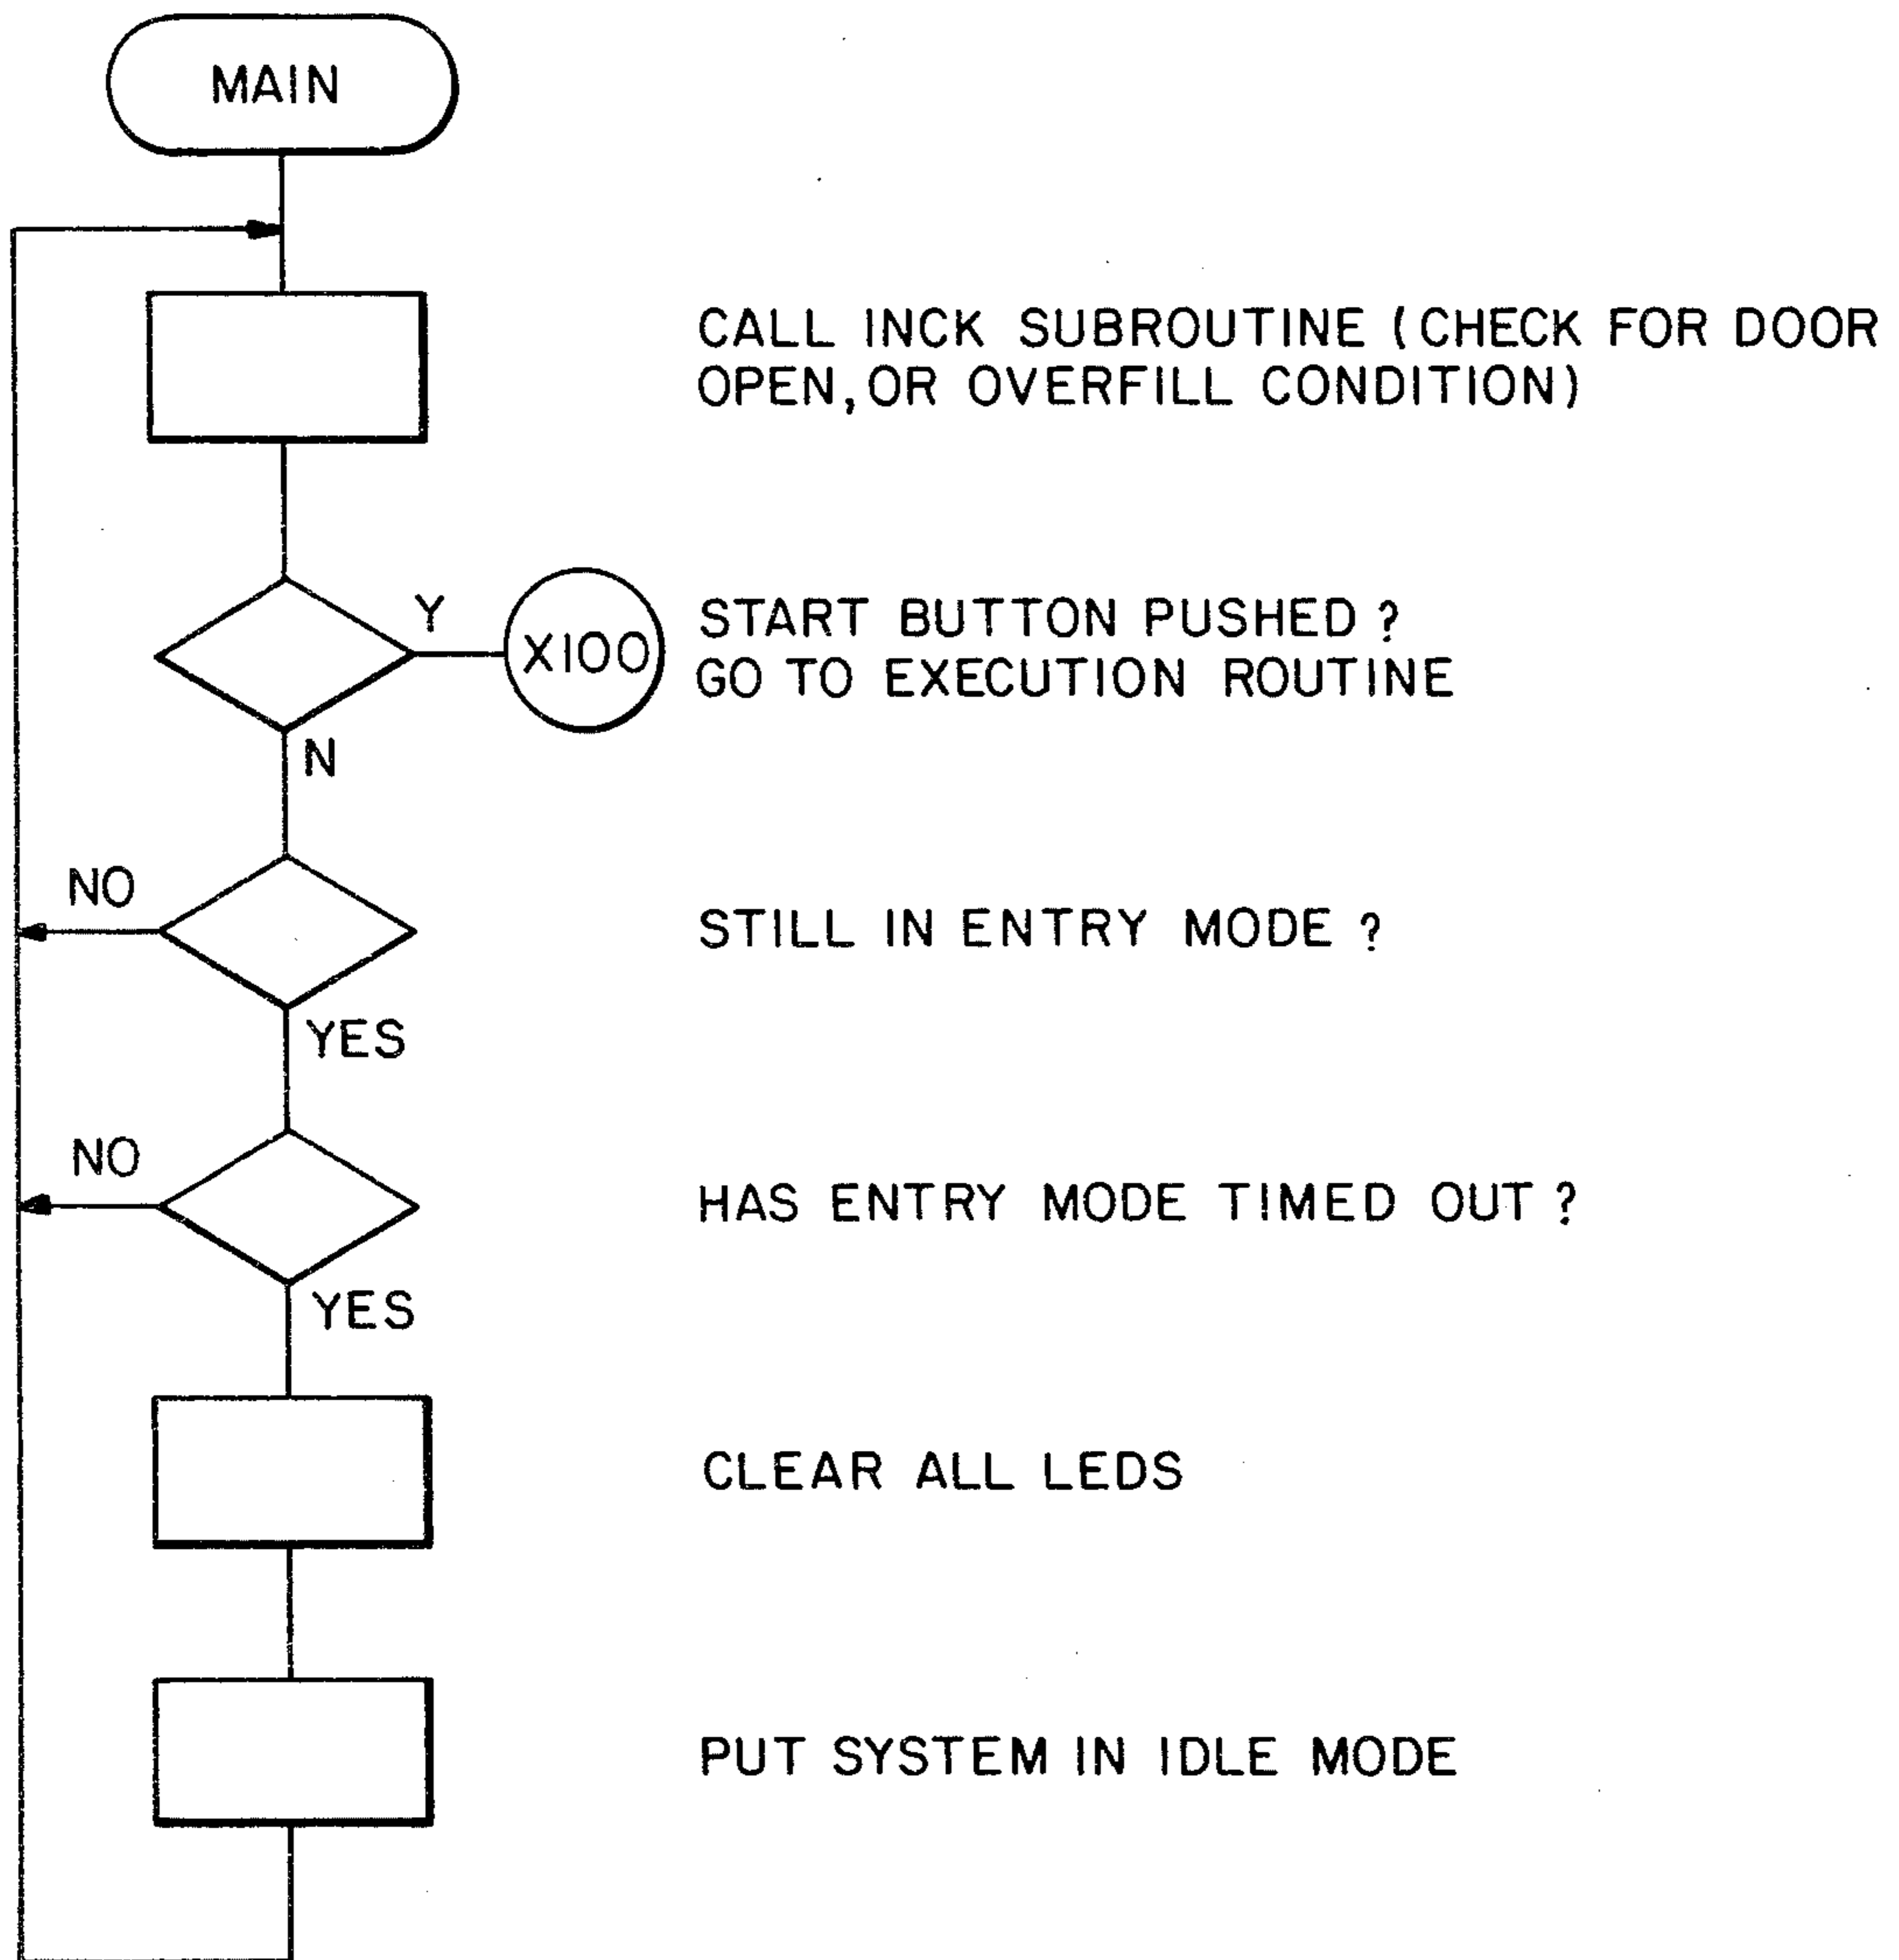 MAIN
CALL INCK SUBROUTINE (CHECK FOR DOOR
OPEN, OR OVERFILL CONDITION)
Y
X100
START BUTTON PUSHED ?
GO TO EXECUTION ROUTINE
N
NO
STILL IN ENTRY MODE ?
YES
NO
HAS ENTRY MODE TIMED OUT ?
YES
CLEAR ALL LEDS
PUT SYSTEM IN IDLE MODE